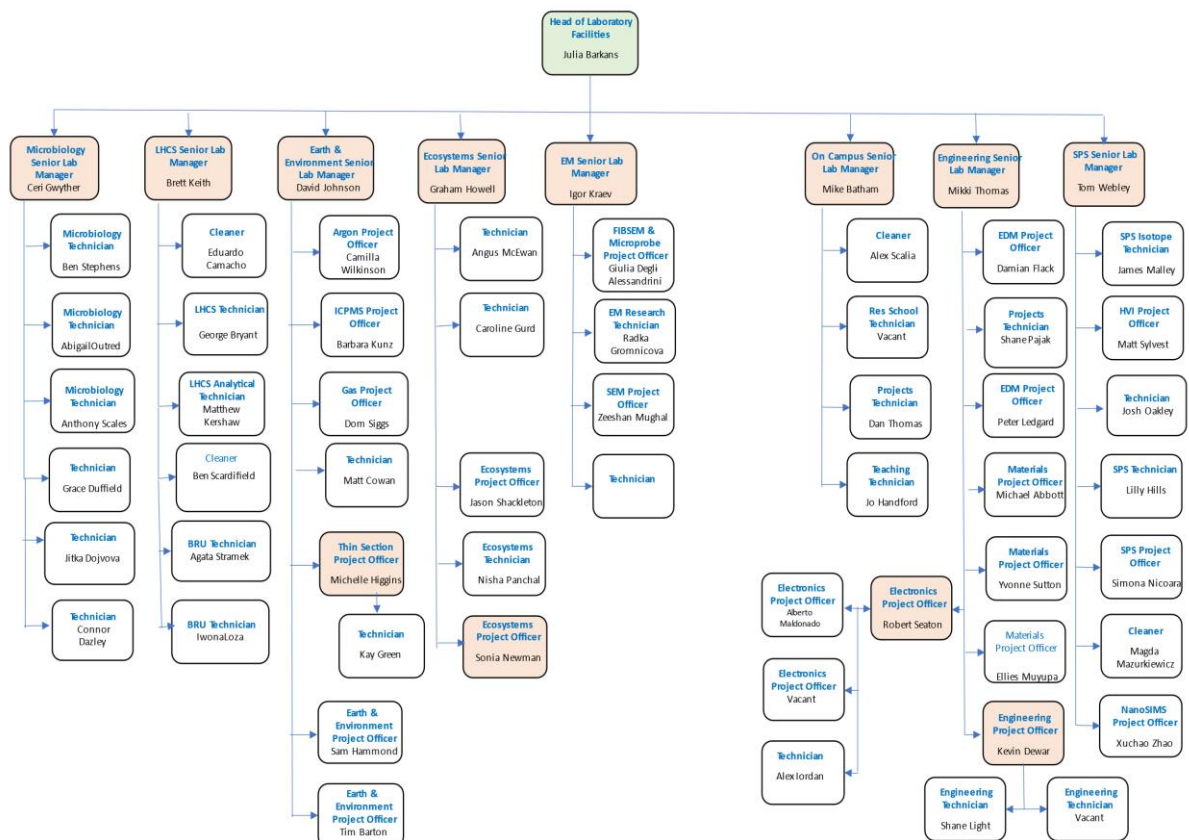 Head of Laboratory
Facilities
Julia Barkans
Microbiology
Senior Lab
Manager
Ceri Gwyther
LHCS Senior Lab
Manager
Brett Keith
Earth &
Environment Senior
Lab Manager
David Johnson
Ecosystems Senior
Lab Manager
Graham Howell
EM Senior Lab
Manager
Igor Kraev
On Campus Senior
Lab Manager
Mike Batham
Engineering Senior
Lab Manager
Mikki Thomas
SPS Senior Lab
Manager
Tom Webley
Microbiology
Technician
Ben Stephens
Microbiology
Technician
AbigailOutred
Microbiology
Technician
Anthony Scales
Technician
Grace Duffield
Technician
Jitka Dojvova
Technician
Connor
Dazley
Cleaner
Eduardo
Camacho
LHCS Technician
George Bryant
LHCS Analytical
Technician
Matthew
Kershaw
Cleaner
Ben Scardifield
BRU Technician
Agata Stramek
BRU Technician
IwonaLoza
Argon Project
Officer
Camilla
Wilkinson
ICPMS Project
Officer
Barbara Kunz
Gas Project
Officer
Dom Siggs
Technician
Matt Cowan
Thin Section
Project Officer
Michelle Higgins
Technician
Kay Green
Earth &
Environment
Project Officer
Sam Hammond
Earth &
Environment
Project Officer
Tim Barton
Technician
Angus McEwan
Technician
Caroline Gurd
Ecosystems
Project Officer
Jason Shackleton
Ecosystems
Technician
Nisha Panchal
Ecosystems
Project Officer
Sonia Newman
FIBSEM &
Microprobe
Project Officer
Giulia Degli
Alessandrini
EM Research
Technician
Radka
Gromnicova
SEM Project
Officer
Zeeshan Mughal
Technician
Cleaner
Alex Scalia
Res School
Technician
Vacant
Projects
Technician
Dan Thomas
Teaching
Technician
Jo Handford
EDM Project
Officer
Damian Flack
Projects
Technician
Shane Pajak
EDM Project
Officer
Peter Ledgard
Materials
Project Officer
Michael Abbott
Materials
Project Officer
Yvonne Sutton
Electronics
Project Officer
Robert Seaton
Electronics
Project Officer
Alberto
Maldonado
Electronics
Project Officer
Vacant
Technician
Alex Iordan
Materials
Project Officer
Ellies Muyupa
Engineering
Project Officer
Kevin Dewar
Engineering
Technician
Shane Light
Engineering
Technician
Vacant
SPS Isotope
Technician
James Malley
HVI Project
Officer
Matt Sylvest
Technician
Josh Oakley
SPS Technician
Lilly Hills
SPS Project
Officer
Simona Nicoara
Cleaner
Magda
Mazurkiewicz
NanoSIMS
Project Officer
Xuchao Zhao